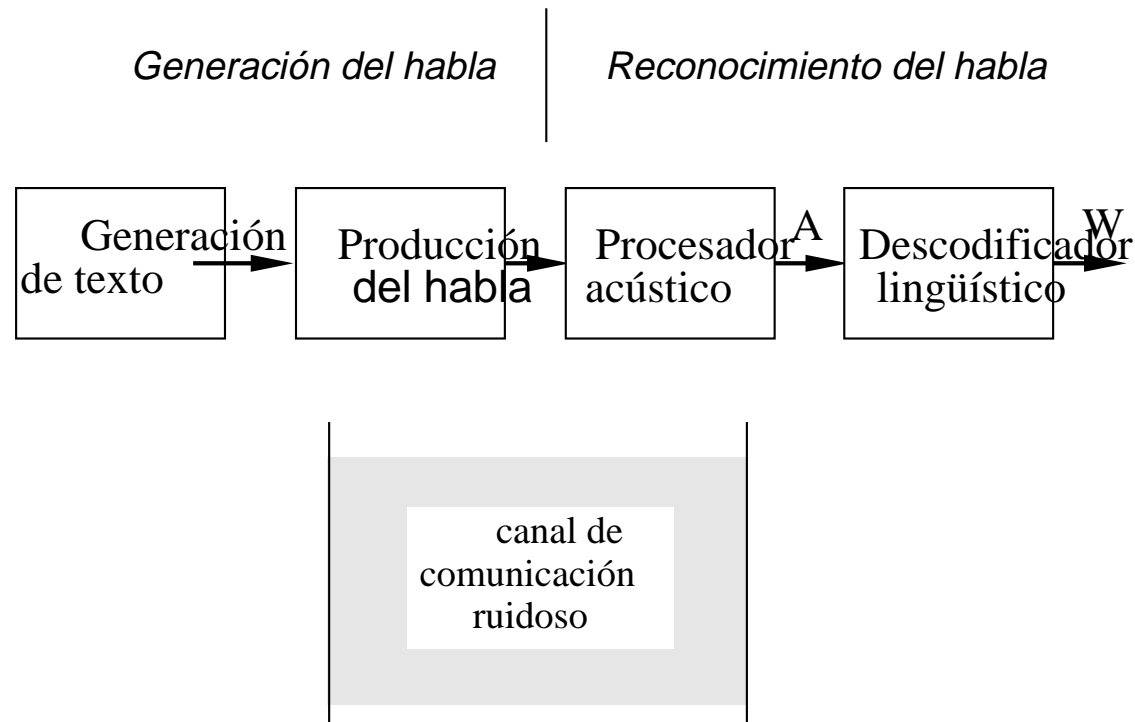 Generación del habla
Reconocimiento del habla
Generación
de texto
Producción
del habla
Procesador
acústico
A
Descodificador
lingüístico
W
canal de
comunicación
ruidoso